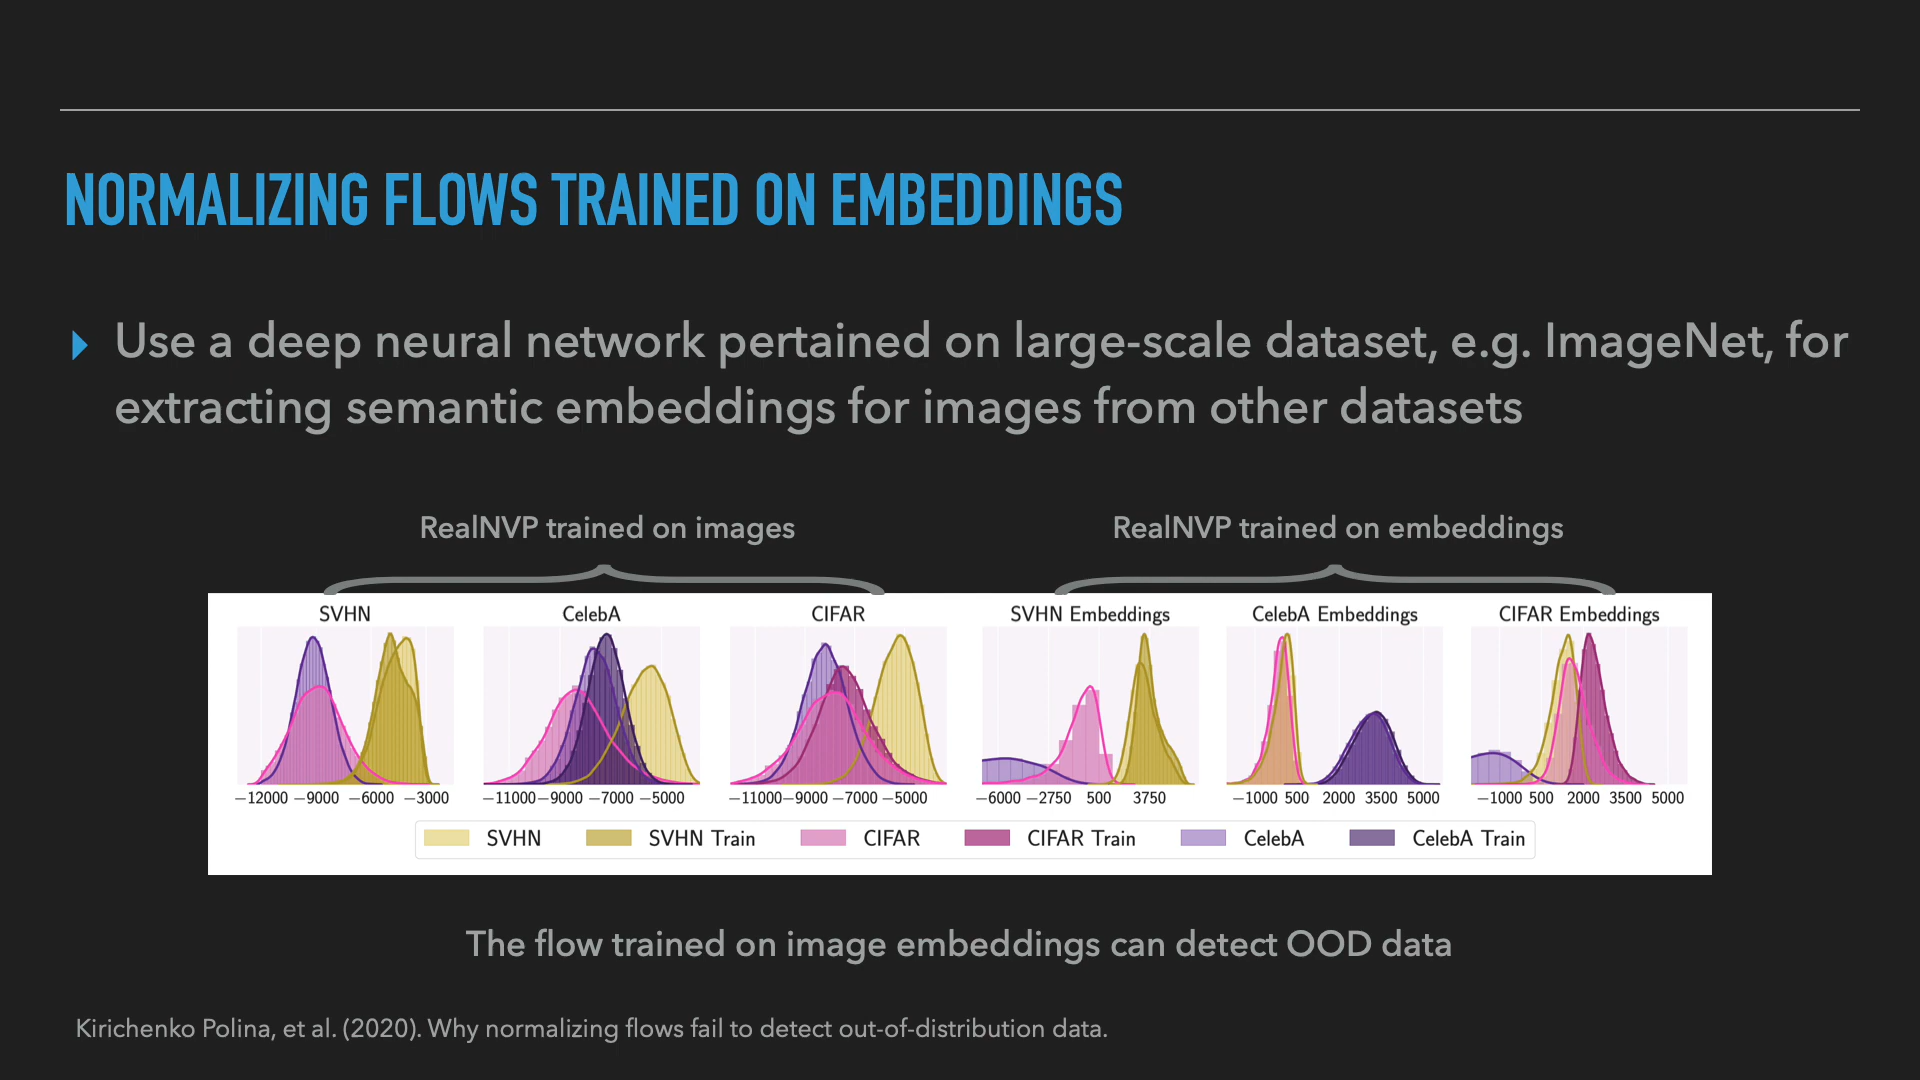 NORMALIZING FLOWS TRAINED ON EMBEDDINGS
Use a deep neural network pertained on large-scale dataset, e.g. ImageNet, for
extracting semantic embeddings for images from other datasets
RealNVP trained on images
RealNVP trained on embeddings
SVHN
CelebA
CIFAR
SVHN Embeddings
CelebA Embeddings
CIFAR Embeddings
−12000 −9000 −6000 −3000
−11000 −9000 −7000 −5000
−11000 −9000 −7000 −5000
−6000 −2750 500 3750
−1000 500 2000 3500 5000
−1000 500 2000 3500 5000
SVHN SVHN Train CIFAR CIFAR Train CelebA CelebA Train
The flow trained on image embeddings can detect OOD data
Kirichenko Polina, et al. (2020). Why normalizing flows fail to detect out-of-distribution data.